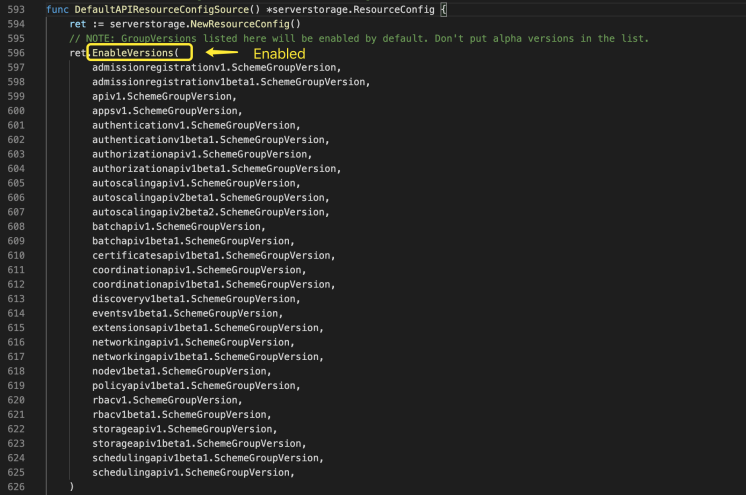 593 func DefaultAPIResourceConfigSource() *serverstorage.ResourceConfig {
594 ret := serverstorage.NewResourceConfig()
595 // NOTE: GroupVersions listed here will be enabled by default. Don't put alpha versions in the list.
596 ret.EnableVersions( Enabled
597 admissionregistrationv1.SchemeGroupVersion,
598 admissionregistrationv1beta1.SchemeGroupVersion,
599 apiv1.SchemeGroupVersion,
600 appsv1.SchemeGroupVersion,
601 authenticationv1.SchemeGroupVersion,
602 authenticationv1beta1.SchemeGroupVersion,
603 authorizationapiv1.SchemeGroupVersion,
604 authorizationapiv1beta1.SchemeGroupVersion,
605 autoscalingapiv1.SchemeGroupVersion,
606 autoscalingapiv2beta1.SchemeGroupVersion,
607 autoscalingapiv2beta2.SchemeGroupVersion,
608 batchapiv1.SchemeGroupVersion,
609 batchapiv1beta1.SchemeGroupVersion,
610 certificatesapiv1beta1.SchemeGroupVersion,
611 coordinationapiv1.SchemeGroupVersion,
612 coordinationapiv1beta1.SchemeGroupVersion,
613 discoveryv1beta1.SchemeGroupVersion,
614 eventsv1beta1.SchemeGroupVersion,
615 extensionsapiv1beta1.SchemeGroupVersion,
616 networkingapiv1.SchemeGroupVersion,
617 networkingapiv1beta1.SchemeGroupVersion,
618 nodev1beta1.SchemeGroupVersion,
619 policyapiv1beta1.SchemeGroupVersion,
620 rbacv1.SchemeGroupVersion,
621 rbacv1beta1.SchemeGroupVersion,
622 storageapiv1.SchemeGroupVersion,
623 storageapiv1beta1.SchemeGroupVersion,
624 schedulingapiv1beta1.SchemeGroupVersion,
625 schedulingapiv1.SchemeGroupVersion,
626 )